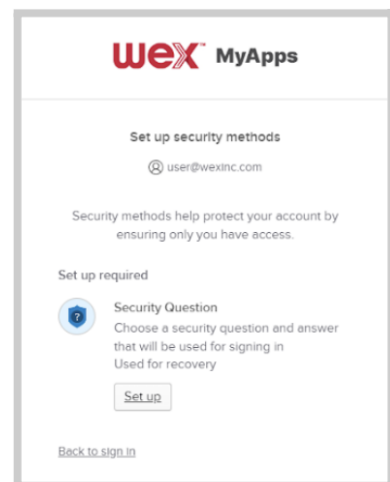 wex™ MyApps
Set up security methods
user@wexinc.com
Security methods help protect your account by
ensuring only you have access.
Set up required
?
Security Question
Choose a security question and answer
that will be used for signing in
Used for recovery
Set up
Back to sign in